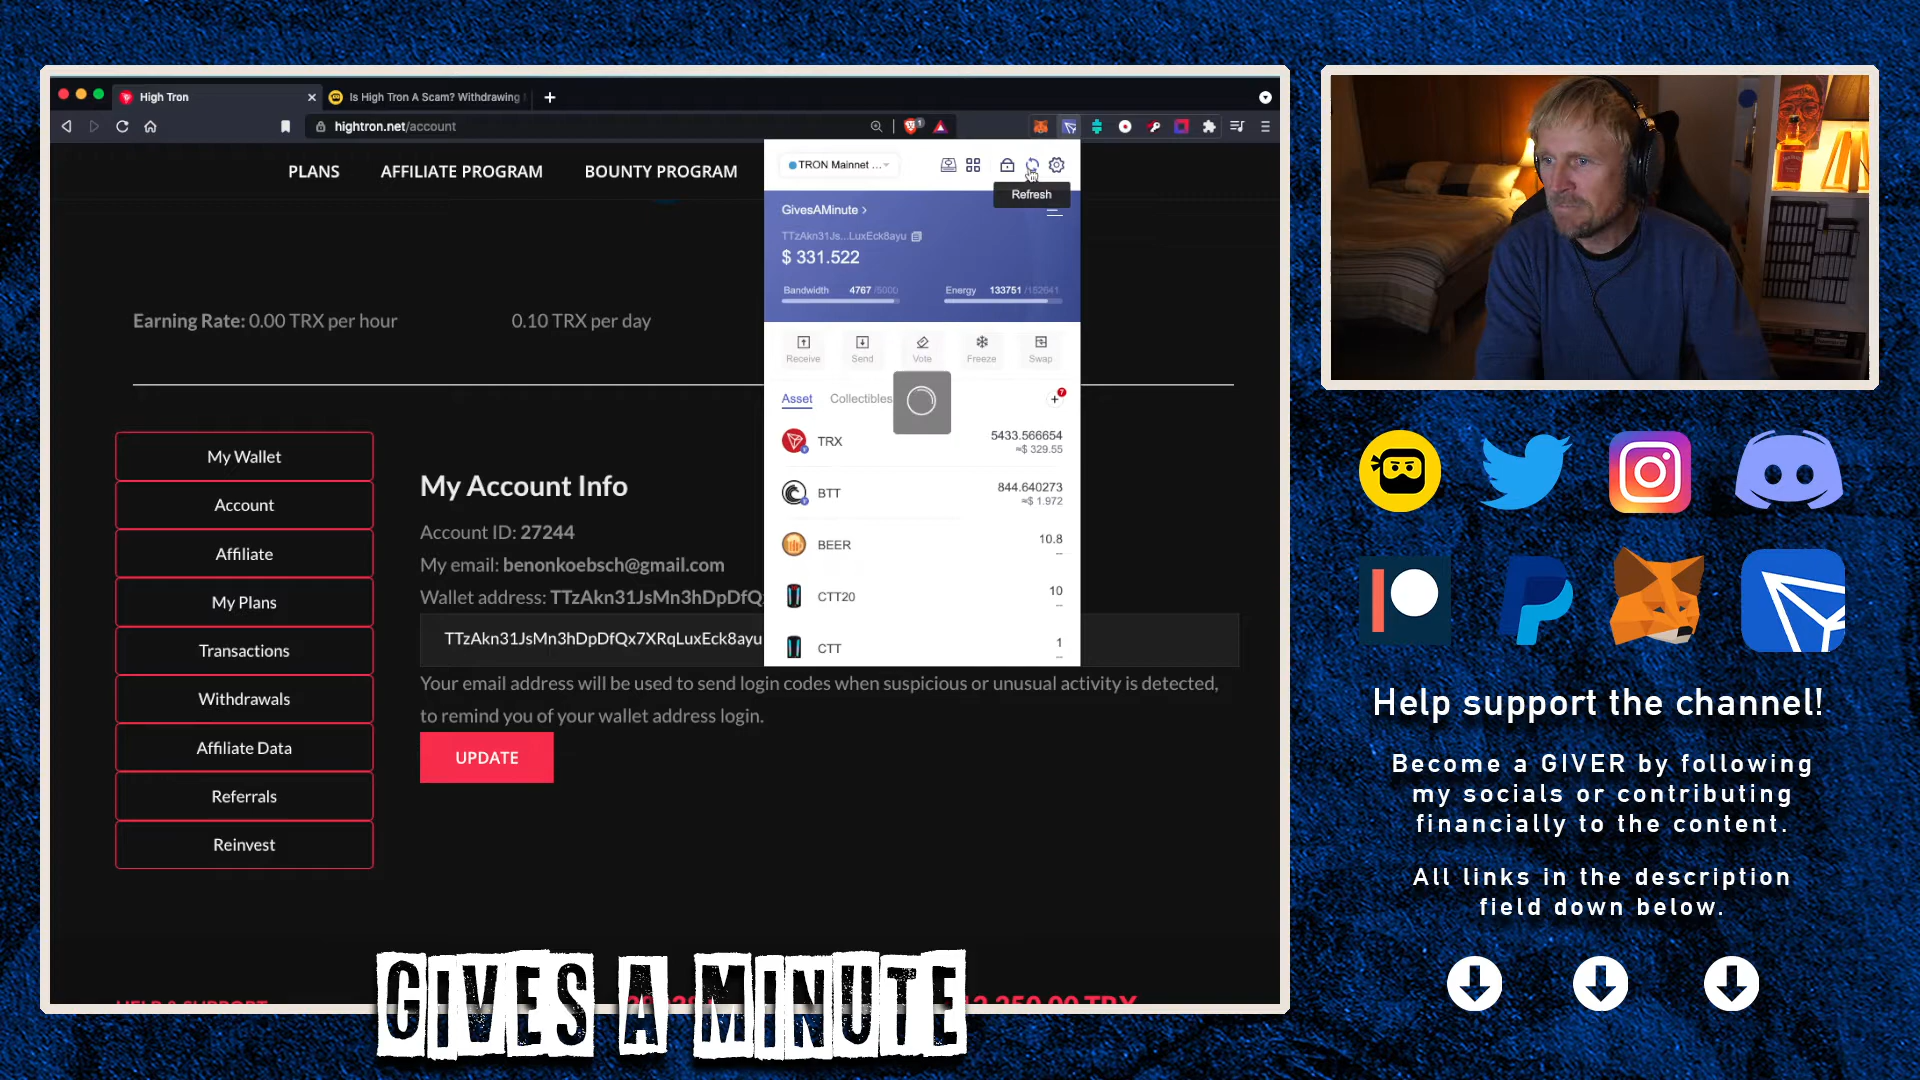 High Tron
Is High Tron A Scam? Withdrawing
hightron.net/account
PLANS
AFFILIATE PROGRAM
BOUNTY PROGRAM
Earning Rate: 0.00 TRX per hour
0.10 TRX per day
My Wallet
Account
Affiliate
My Plans
Transactions
Withdrawals
Affiliate Data
Referrals
Reinvest
My Account Info
Account ID: 27244
My email: benonkoebsch@gmail.com
Wallet address: TTzAkn31JsMn3hDpDfQ
TTzAkn31JsMn3hDpDfQx7XRqLuxEck8ayu
Your email address will be used to send login codes when suspicious or unusual activity is detected,
to remind you of your wallet address login.
UPDATE
TRON Mainnet ...
Refresh
GivesAMinute >
TTzAkn31Js...LuxEck8ayu
$ 331.522
Bandwidth 4767 /5000
Energy 133751 /152641
Receive
Send
Vote
Freeze
Swap
Asset
Collectibles
7
TRX
5433.566654
≈$ 329.55
BTT
844.640273
≈$ 1.972
BEER
10.8
--
CTT20
10
--
CTT
1
--
GIVES A MINUTE
Help support the channel!
Become a GIVER by following
my socials or contributing
financially to the content.
All links in the description
field down below.